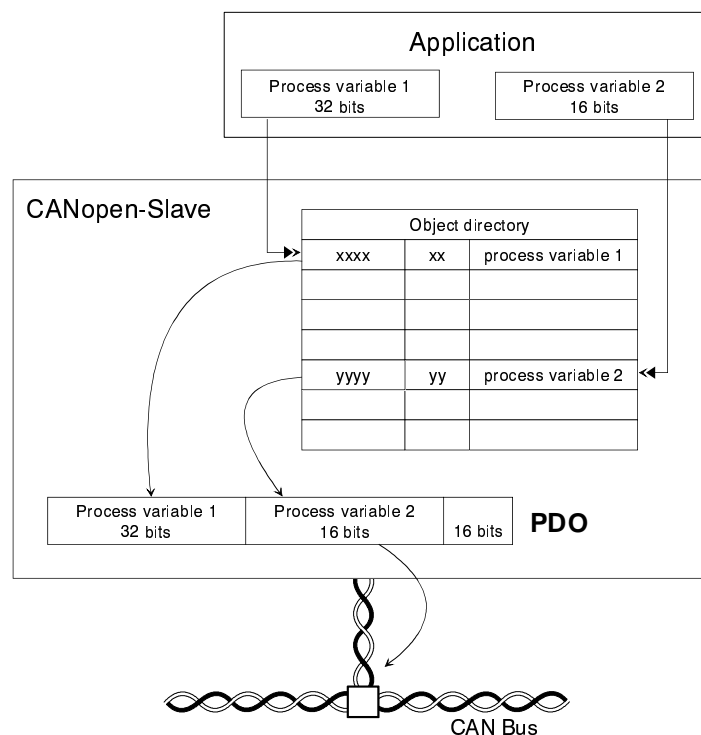 Application
Process variable 1
32 bits
Process variable 2
16 bits
CANopen-Slave
Object directory
xxxx xx process variable 1
yyyy yy process variable 2
Process variable 1
32 bits
Process variable 2
16 bits
16 bits
PDO
CAN Bus